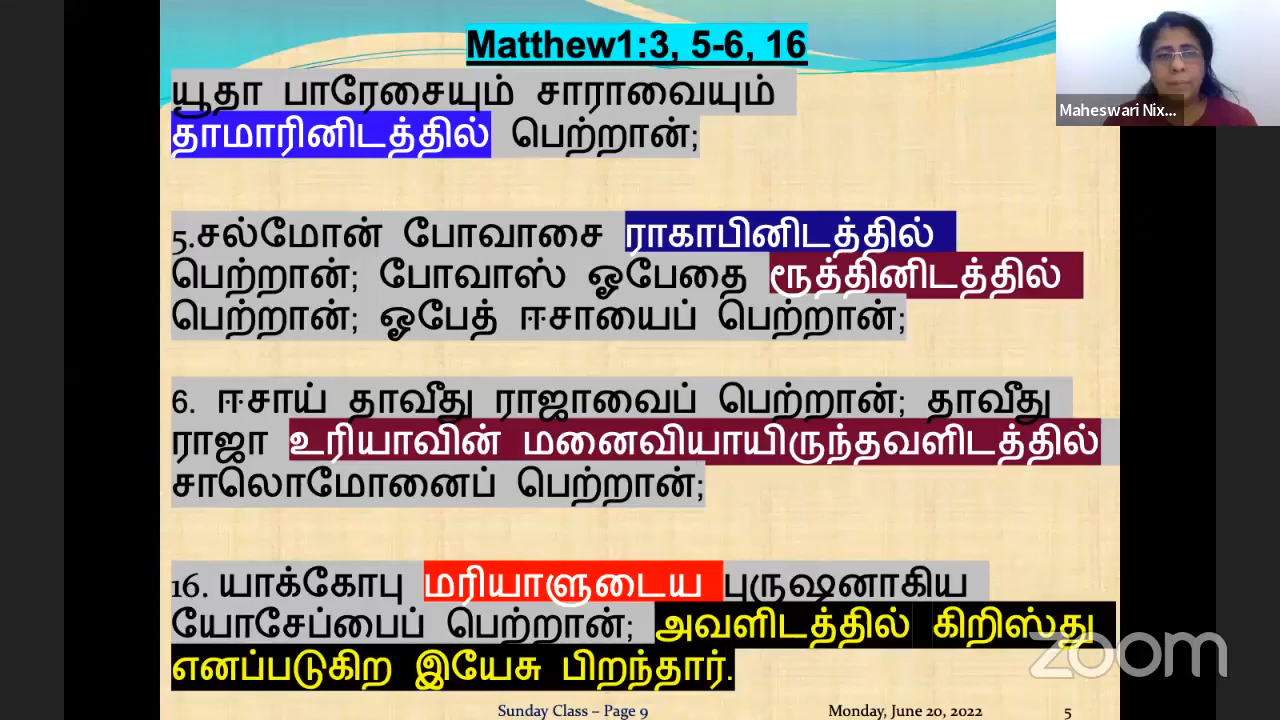 Matthew1:3, 5-6, 16
யூதா பாரேசையும் சாராவையும்
தாமாரினிடத்தில் பெற்றான்;
5.சல்மோன் போவாசை ராகாபினிடத்தில்
பெற்றான்; போவாஸ் ஓபேதை ரூத்தினிடத்தில்
பெற்றான்; ஓபேத் ஈசாயைப் பெற்றான்;
6. ஈசாய் தாவீது ராஜாவைப் பெற்றான்; தாவீது
ராஜா உரியாவின் மனைவியாயிருந்தவளிடத்தில்
சாலொமோனைப் பெற்றான்;
16. யாக்கோபு மரியாளுடைய புருஷனாகிய
யோசேப்பைப் பெற்றான்; அவளிடத்தில் கிறிஸ்து
எனப்படுகிற இயேசு பிறந்தார்.
Maheswari Nix...
zoom
Sunday Class – Page 9
Monday, June 20, 2022
5